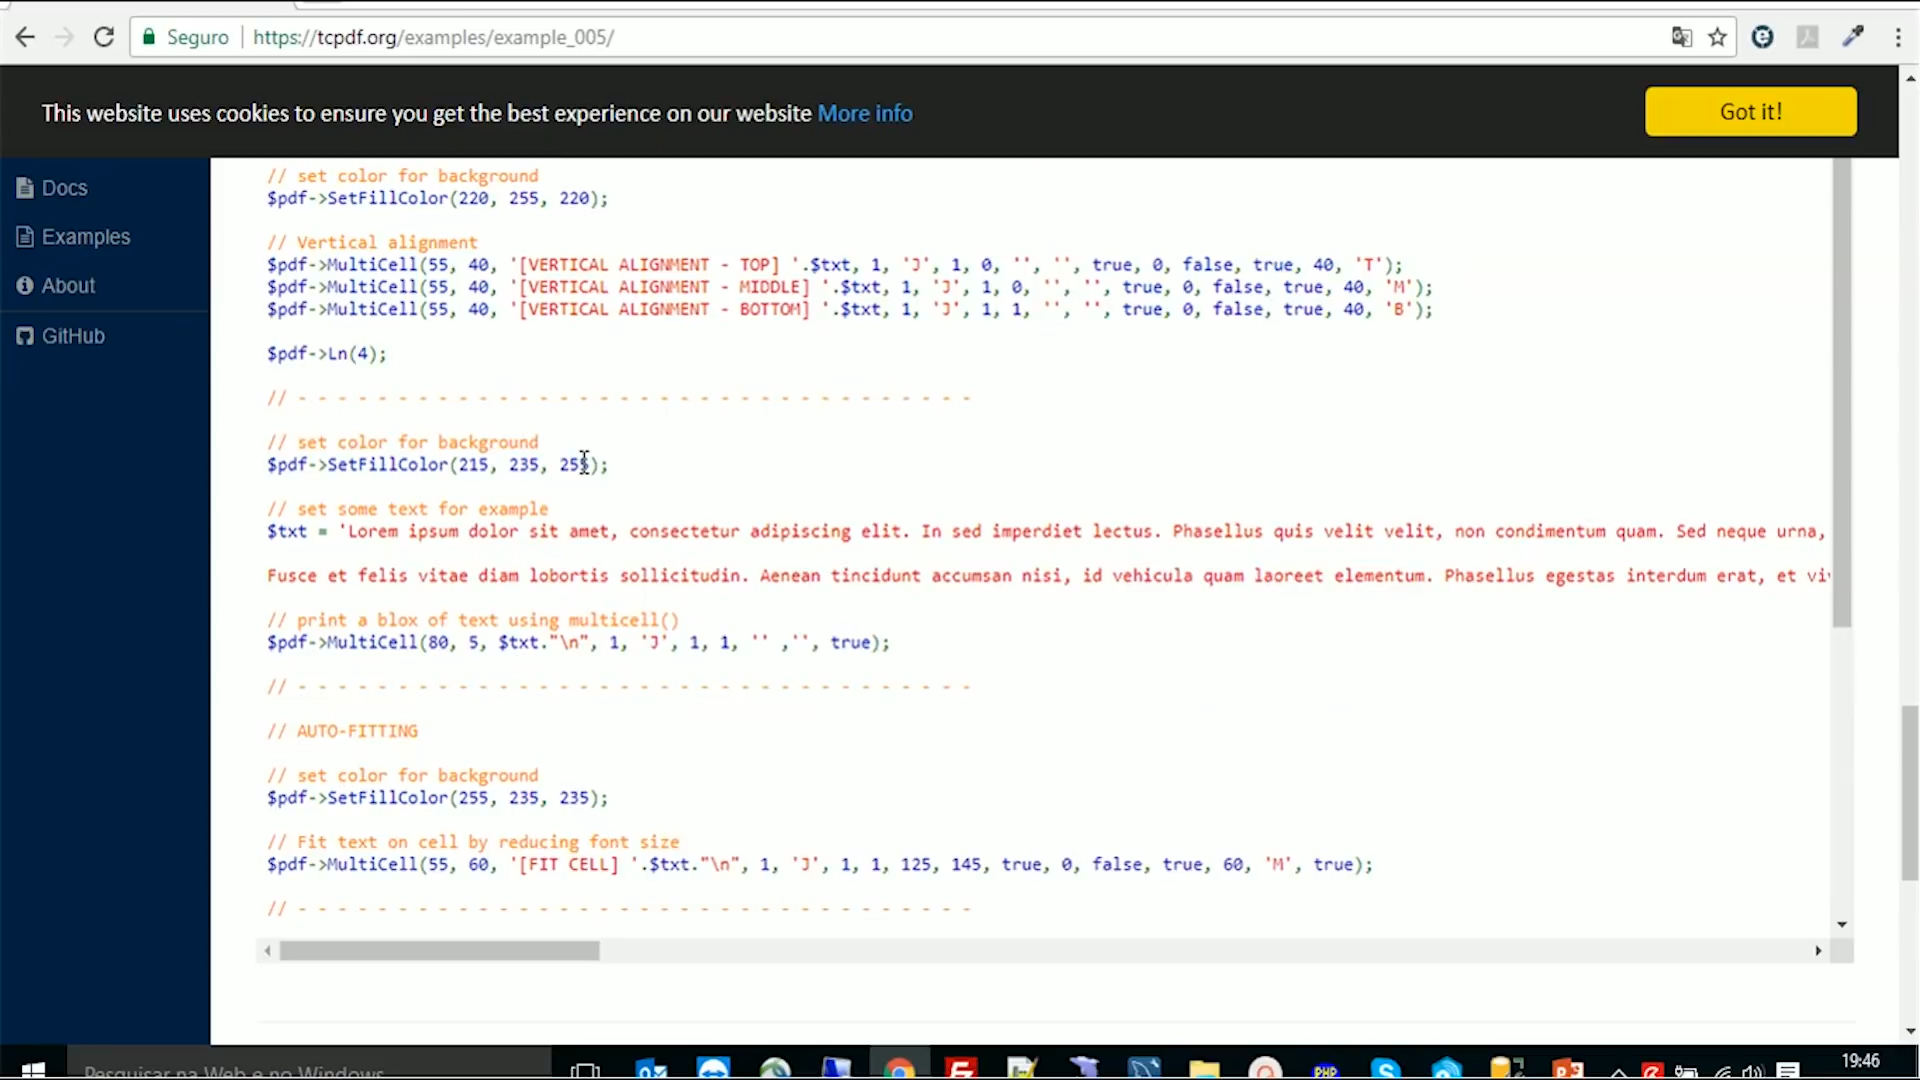 Seguro
https://tcpdf.org/examples/example_005/
This website uses cookies to ensure you get the best experience on our website More info
Got it!
Docs
Examples
About
GitHub
// set color for background
$pdf->SetFillColor(220, 255, 220);
// Vertical alignment
$pdf->MultiCell(55, 40, '[VERTICAL ALIGNMENT - TOP] '.$txt, 1, 'J', 1, 0, '', '', true, 0, false, true, 40, 'T');
$pdf->MultiCell(55, 40, '[VERTICAL ALIGNMENT - MIDDLE] '.$txt, 1, 'J', 1, 0, '', '', true, 0, false, true, 40, 'M');
$pdf->MultiCell(55, 40, '[VERTICAL ALIGNMENT - BOTTOM] '.$txt, 1, 'J', 1, 1, '', '', true, 0, false, true, 40, 'B');
$pdf->Ln(4);
// - - - - - - - - - - - - - - - - - - - - - - - - - - - - - - - - - -
// set color for background
$pdf->SetFillColor(215, 235, 255);
// set some text for example
$txt = 'Lorem ipsum dolor sit amet, consectetur adipiscing elit. In sed imperdiet lectus. Phasellus quis velit velit, non condimentum quam. Sed neque urna,
Fusce et felis vitae diam lobortis sollicitudin. Aenean tincidunt accumsan nisi, id vehicula quam laoreet elementum. Phasellus egestas interdum erat, et vi
// print a blox of text using multicell()
$pdf->MultiCell(80, 5, $txt."\n", 1, 'J', 1, 1, '' ,'', true);
// - - - - - - - - - - - - - - - - - - - - - - - - - - - - - - - - - -
// AUTO-FITTING
// set color for background
$pdf->SetFillColor(255, 235, 235);
// Fit text on cell by reducing font size
$pdf->MultiCell(55, 60, '[FIT CELL] '.$txt."\n", 1, 'J', 1, 1, 125, 145, true, 0, false, true, 60, 'M', true);
// - - - - - - - - - - - - - - - - - - - - - - - - - - - - - - - - - -
Pesquisar na Web e no Windows
PHP
19:46